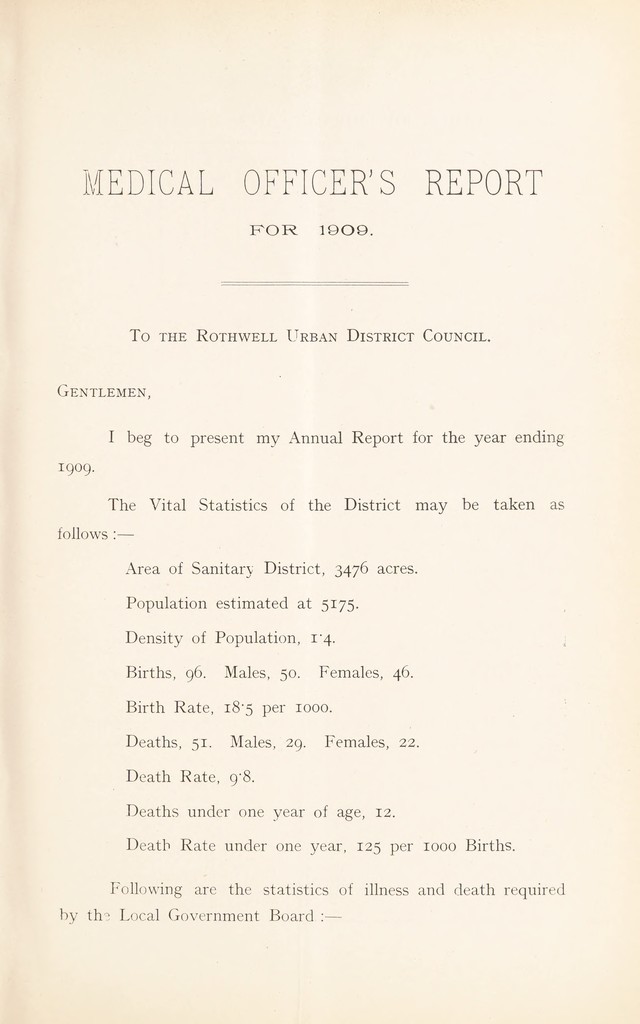 MEDICAL OFFICER'S REPORT
FOR 1909.
To the Rothwell Urban District Council.
Gentlemen,
I beg to present my Annual Report for the year ending
1909.
The Vital Statistics of the District may be taken as
follows :—
Area of Sanitary District, 3476 acres.
Population estimated at 5175.
Density of Population, 1·4.
Births, 96. Males, 50. Females, 46.
Birth Rate, 18·5 per 1000.
Deaths, 51. Males, 29. Females, 22.
Death Rate, 9·8.
Deaths under one year of age, 12.
Death Rate under one year, 125 per 1000 Births.
Following are the statistics of illness and death required
by the Local Government Board :—